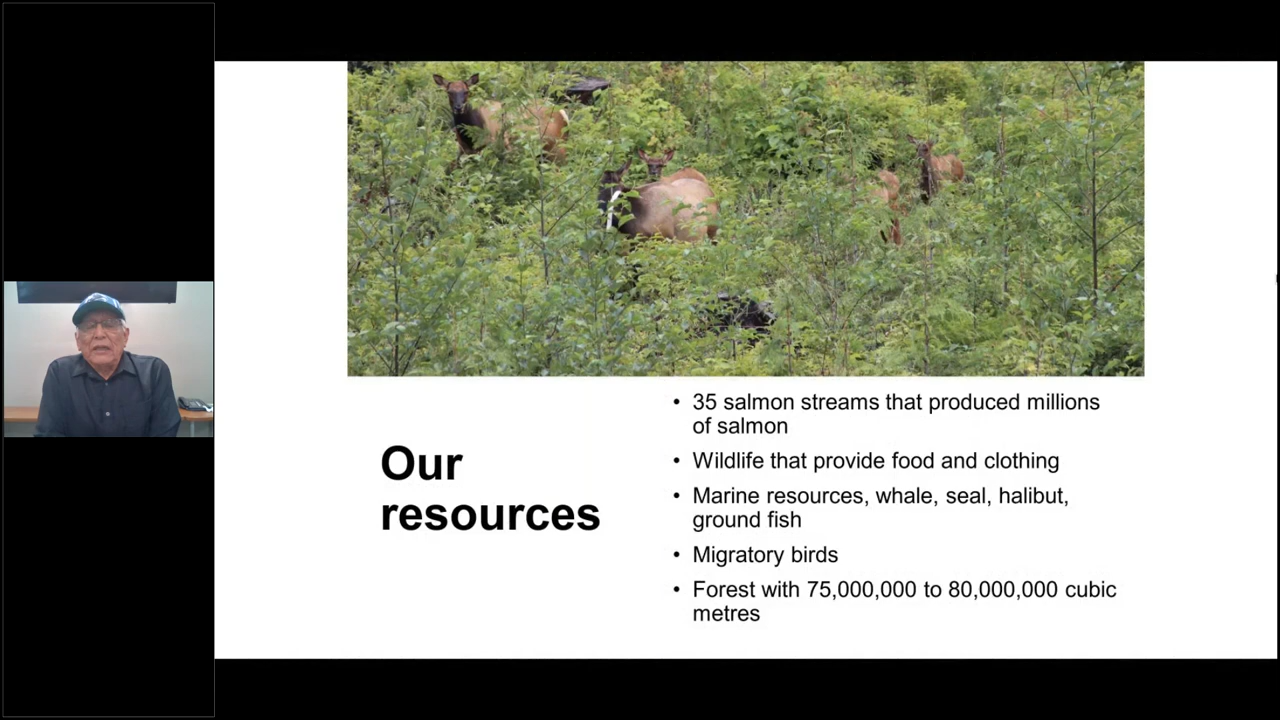 Our
resources
• 35 salmon streams that produced millions
of salmon
• Wildlife that provide food and clothing
• Marine resources, whale, seal, halibut,
ground fish
• Migratory birds
• Forest with 75,000,000 to 80,000,000 cubic
metres